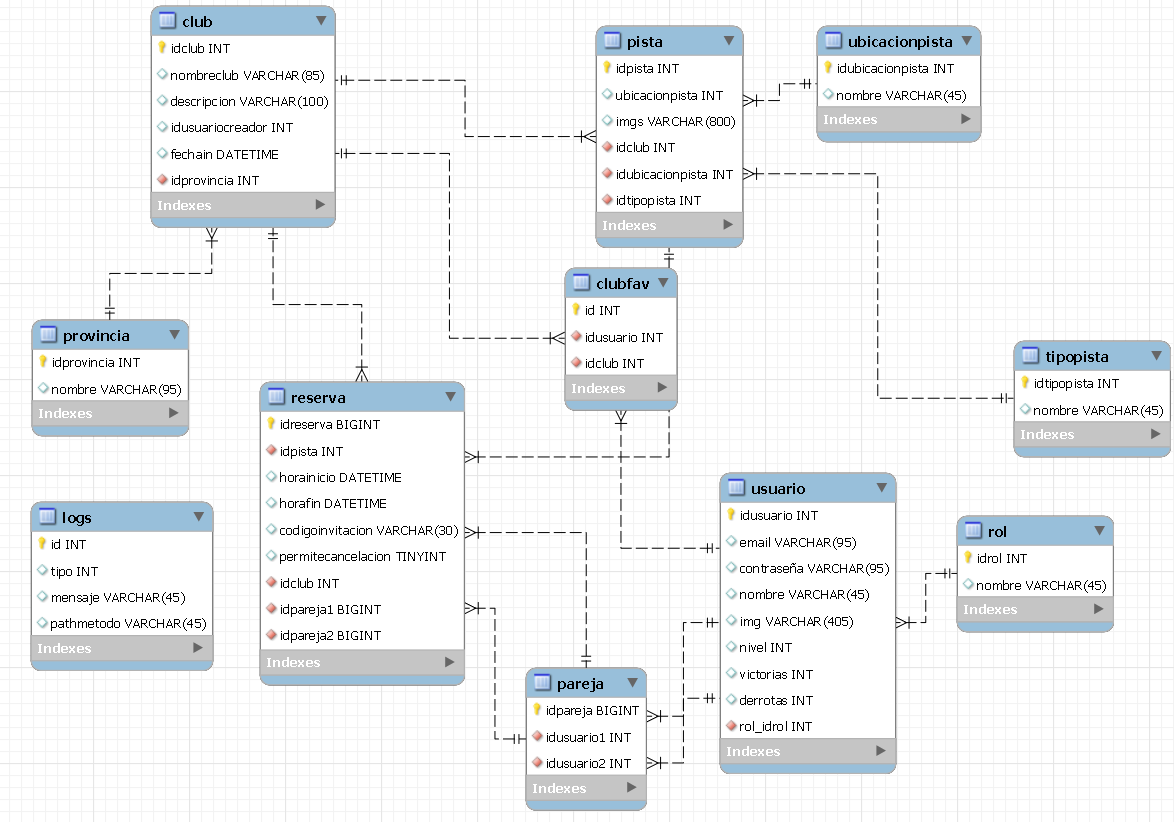 club
idclub INT
nombreclub VARCHAR(85)
descripcion VARCHAR(100)
idusuariocreador INT
fechain DATETIME
idprovincia INT
Indexes
pista
idpista INT
ubicacionpista INT
imgs VARCHAR(800)
idclub INT
idubicacionpista INT
idtipopista INT
Indexes
ubicacionpista
idubicacionpista INT
nombre VARCHAR(45)
Indexes
clubfav
id INT
idusuario INT
idclub INT
Indexes
provincia
idprovincia INT
nombre VARCHAR(95)
Indexes
tipopista
idtipopista INT
nombre VARCHAR(45)
Indexes
reserva
idreserva BIGINT
idpista INT
horainicio DATETIME
horafin DATETIME
codigoinvitacion VARCHAR(30)
permitecancelacion TINYINT
idclub INT
idpareja1 BIGINT
idpareja2 BIGINT
Indexes
logs
id INT
tipo INT
mensaje VARCHAR(45)
pathmetodo VARCHAR(45)
Indexes
usuario
idusuario INT
email VARCHAR(95)
contraseña VARCHAR(95)
nombre VARCHAR(45)
img VARCHAR(405)
nivel INT
victorias INT
derrotas INT
rol_idrol INT
Indexes
rol
idrol INT
nombre VARCHAR(45)
Indexes
pareja
idpareja BIGINT
idusuario1 INT
idusuario2 INT
Indexes